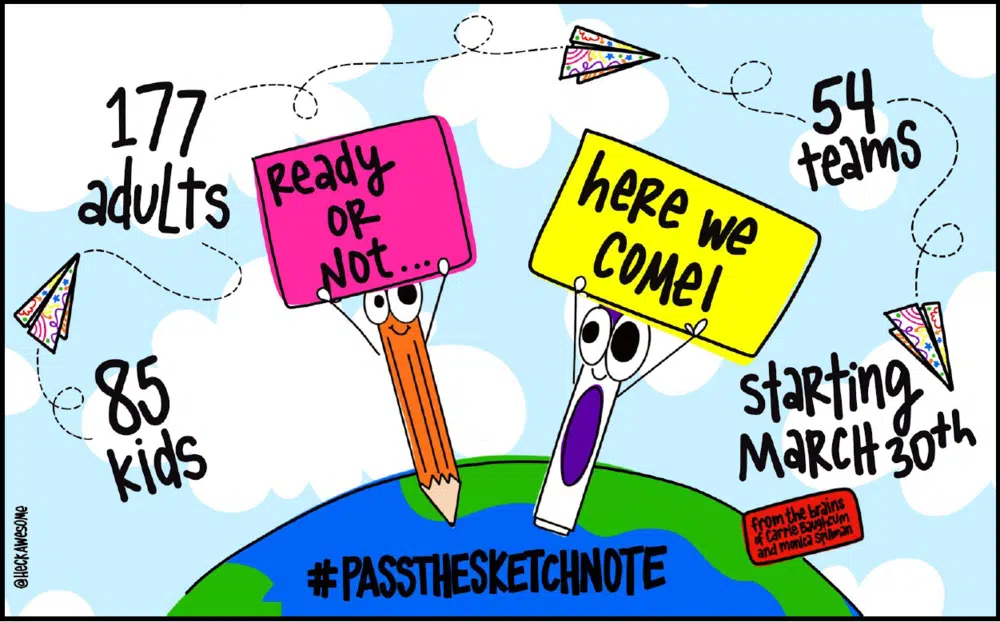 177
adults
Ready
OR
Not...
here we
COME!
54
teams
85
kids
starting
MARCH 30th
from the brains
of Carrie Baughcum
and monica Spillman
#PASSTHESKETCHNOTE
@HECKAWESOME